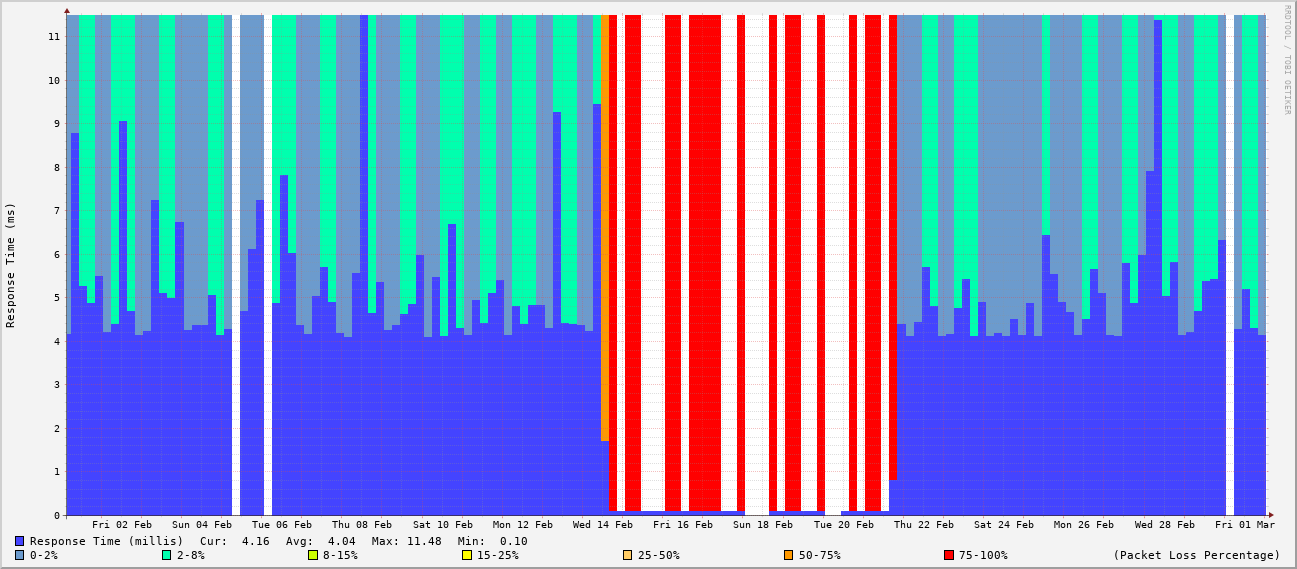 RRDTOOL / TOBI OETIKER
Response Time (ms)
11
10
9
8
7
6
5
4
3
2
1
0
Fri 02 Feb Sun 04 Feb Tue 06 Feb Thu 08 Feb Sat 10 Feb Mon 12 Feb Wed 14 Feb Fri 16 Feb Sun 18 Feb Tue 20 Feb Thu 22 Feb Sat 24 Feb Mon 26 Feb Wed 28 Feb Fri 01 Mar
Response Time (millis) Cur: 4.16 Avg: 4.04 Max: 11.48 Min: 0.10
0-2% 2-8% 8-15% 15-25% 25-50% 50-75% 75-100% (Packet Loss Percentage)